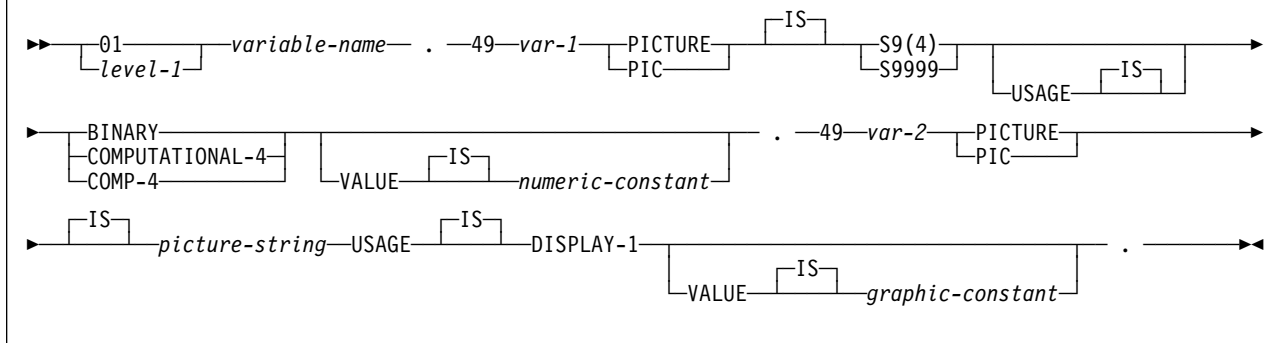 IS
01 variable-name . 49 var-1 PICTURE S9(4)
level-1 PIC S9999 IS
USAGE
BINARY . 49 var-2 PICTURE
COMPUTATIONAL-4 IS PIC
COMP-4 VALUE numeric-constant
IS IS
picture-string USAGE DISPLAY-1 .
IS
VALUE graphic-constant